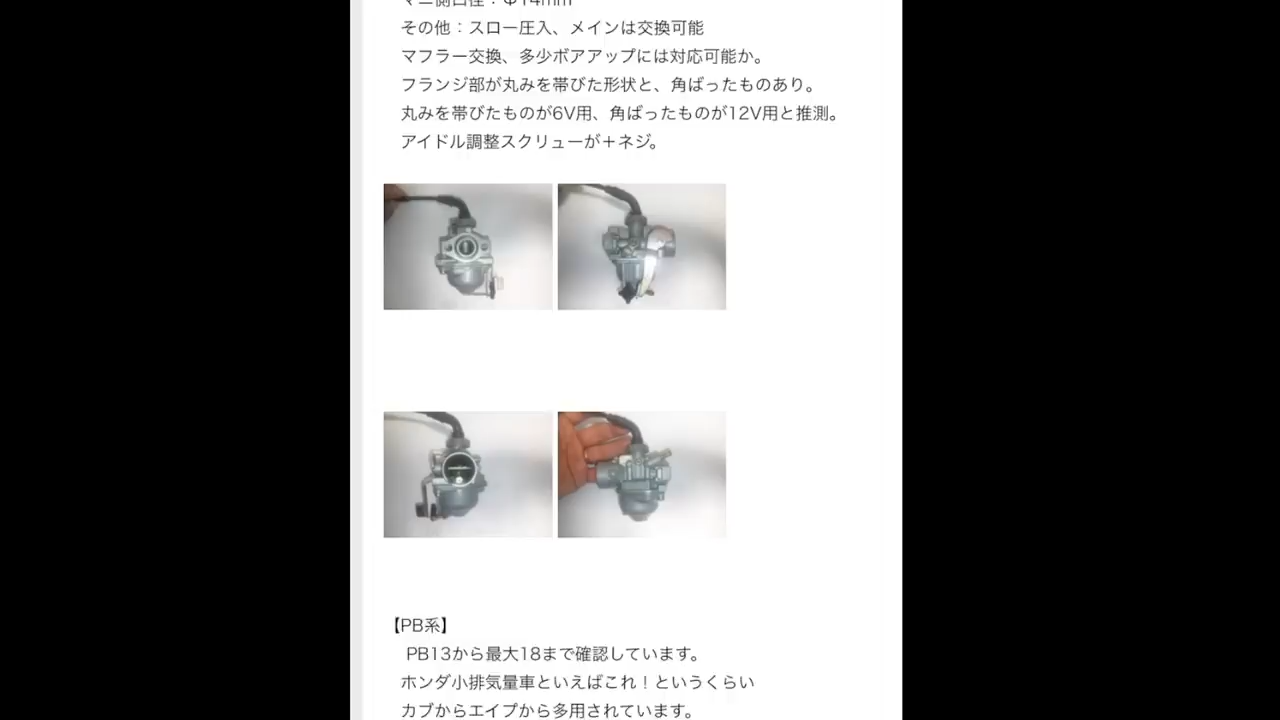 マニ側口径：Φ14mm
その他：スロー圧入、メインは交換可能
マフラー交換、多少ボアアップには対応可能か。
フランジ部が丸みを帯びた形状と、角ばったものあり。
丸みを帯びたものが6V用、角ばったものが12V用と推測。
アイドル調整スクリューが＋ネジ。
【PB系】
PB13から最大18まで確認しています。
ホンダ小排気量車といえばこれ！というくらい
カブからエイプから多用されています。